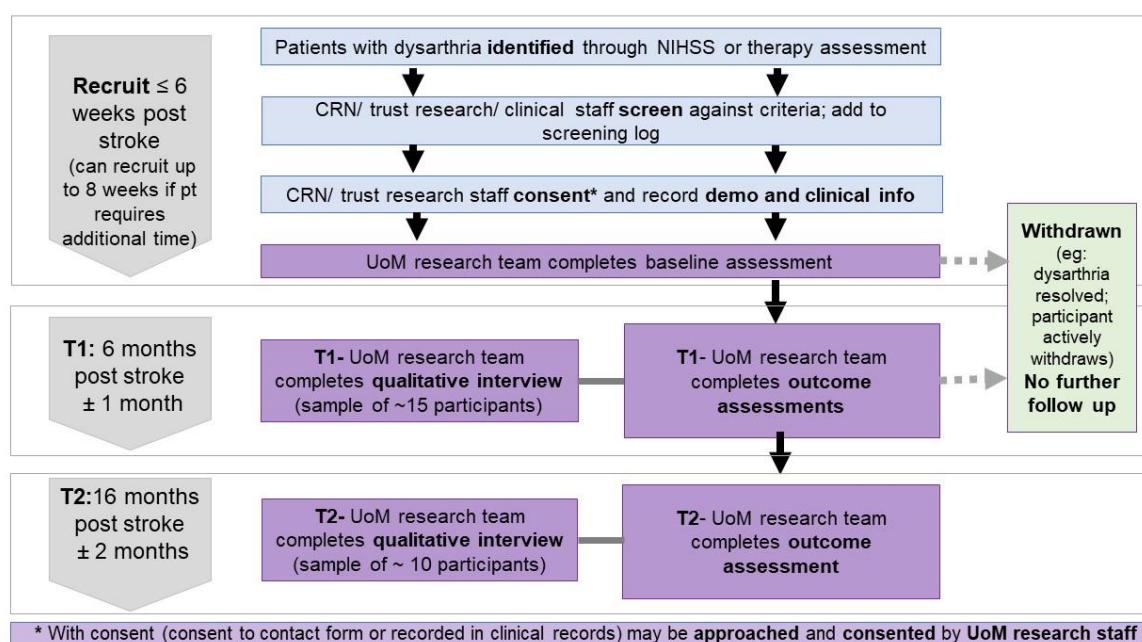 Recruit ≤ 6
weeks post
stroke
(can recruit up
to 8 weeks if pt
requires
additional time)
Patients with dysarthria identified through NIHSS or therapy assessment
CRN/ trust research/ clinical staff screen against criteria; add to
screening log
CRN/ trust research staff consent* and record demo and clinical info
UoM research team completes baseline assessment
Withdrawn
(eg:
dysarthria
resolved;
participant
actively
withdraws)
No further
follow up
T1: 6 months
post stroke
± 1 month
T1- UoM research team
completes qualitative interview
(sample of ~15 participants)
T1- UoM research team
completes outcome
assessments
T2:16 months
post stroke
± 2 months
T2- UoM research team
completes qualitative interview
(sample of ~ 10 participants)
T2- UoM research team
completes outcome
assessment
* With consent (consent to contact form or recorded in clinical records) may be approached and consented by UoM research staff